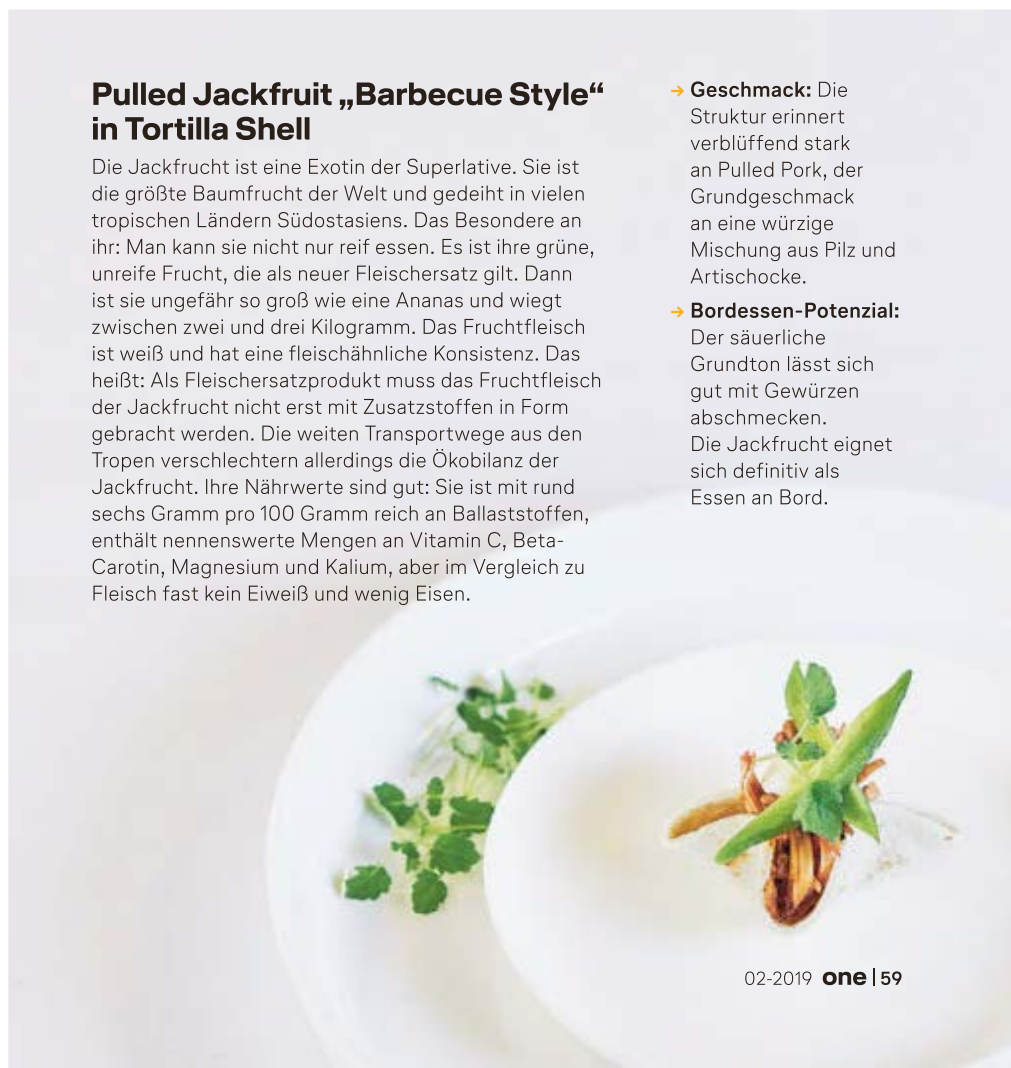 Pulled Jackfruit „Barbecue Style“
in Tortilla Shell
Die Jackfrucht ist eine Exotin der Superlative. Sie ist
die größte Baumfrucht der Welt und gedeiht in vielen
tropischen Ländern Südostasiens. Das Besondere an
ihr: Man kann sie nicht nur reif essen. Es ist ihre grüne,
unreife Frucht, die als neuer Fleischersatz gilt. Dann
ist sie ungefähr so groß wie eine Ananas und wiegt
zwischen zwei und drei Kilogramm. Das Fruchtfleisch
ist weiß und hat eine fleischähnliche Konsistenz. Das
heißt: Als Fleischersatzprodukt muss das Fruchtfleisch
der Jackfrucht nicht erst mit Zusatzstoffen in Form
gebracht werden. Die weiten Transportwege aus den
Tropen verschlechtern allerdings die Ökobilanz der
Jackfrucht. Ihre Nährwerte sind gut: Sie ist mit rund
sechs Gramm pro 100 Gramm reich an Ballaststoffen,
enthält nennenswerte Mengen an Vitamin C, Beta-
Carotin, Magnesium und Kalium, aber im Vergleich zu
Fleisch fast kein Eiweiß und wenig Eisen.
→ Geschmack: Die
Struktur erinnert
verblüffend stark
an Pulled Pork, der
Grundgeschmack
an eine würzige
Mischung aus Pilz und
Artischocke.
→ Bordessen-Potenzial:
Der säuerliche
Grundton lässt sich
gut mit Gewürzen
abschmecken.
Die Jackfrucht eignet
sich definitiv als
Essen an Bord.
02-2019 one | 59